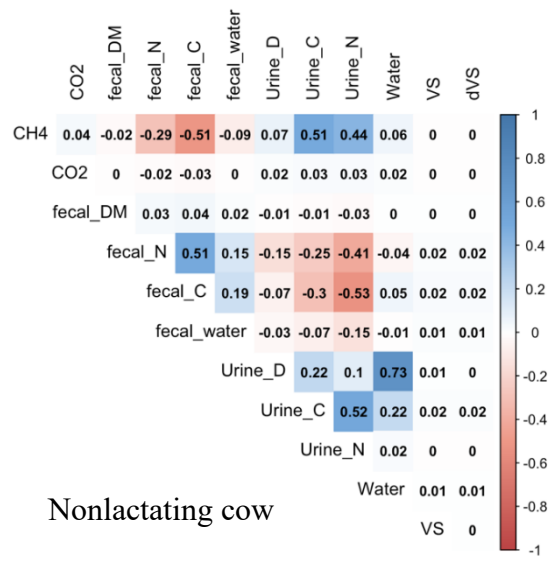 CO2 fecal_DM fecal_N fecal_C fecal_water Urine_D Urine_C Urine_N Water VS dVS
CH4 0.04 -0.02 -0.29 -0.51 -0.09 0.07 0.51 0.44 0.06 0 0
CO2 0 -0.02 -0.03 0 0.02 0.03 0.03 0.02 0 0
fecal_DM 0.03 0.04 0.02 -0.01 -0.01 -0.03 0 0 0
fecal_N 0.51 0.15 -0.15 -0.25 -0.41 -0.04 0.02 0.02
fecal_C 0.19 -0.07 -0.3 -0.53 0.05 0.02 0.02
fecal_water -0.03 -0.07 -0.15 -0.01 0.01 0.01
Urine_D 0.22 0.1 0.73 0.01 0
Urine_C 0.52 0.22 0.02 0.02
Urine_N 0.02 0 0
Water 0.01 0.01
VS 0
Nonlactating cow
1
0.8
0.6
0.4
0.2
0
-0.2
-0.4
-0.6
-0.8
-1